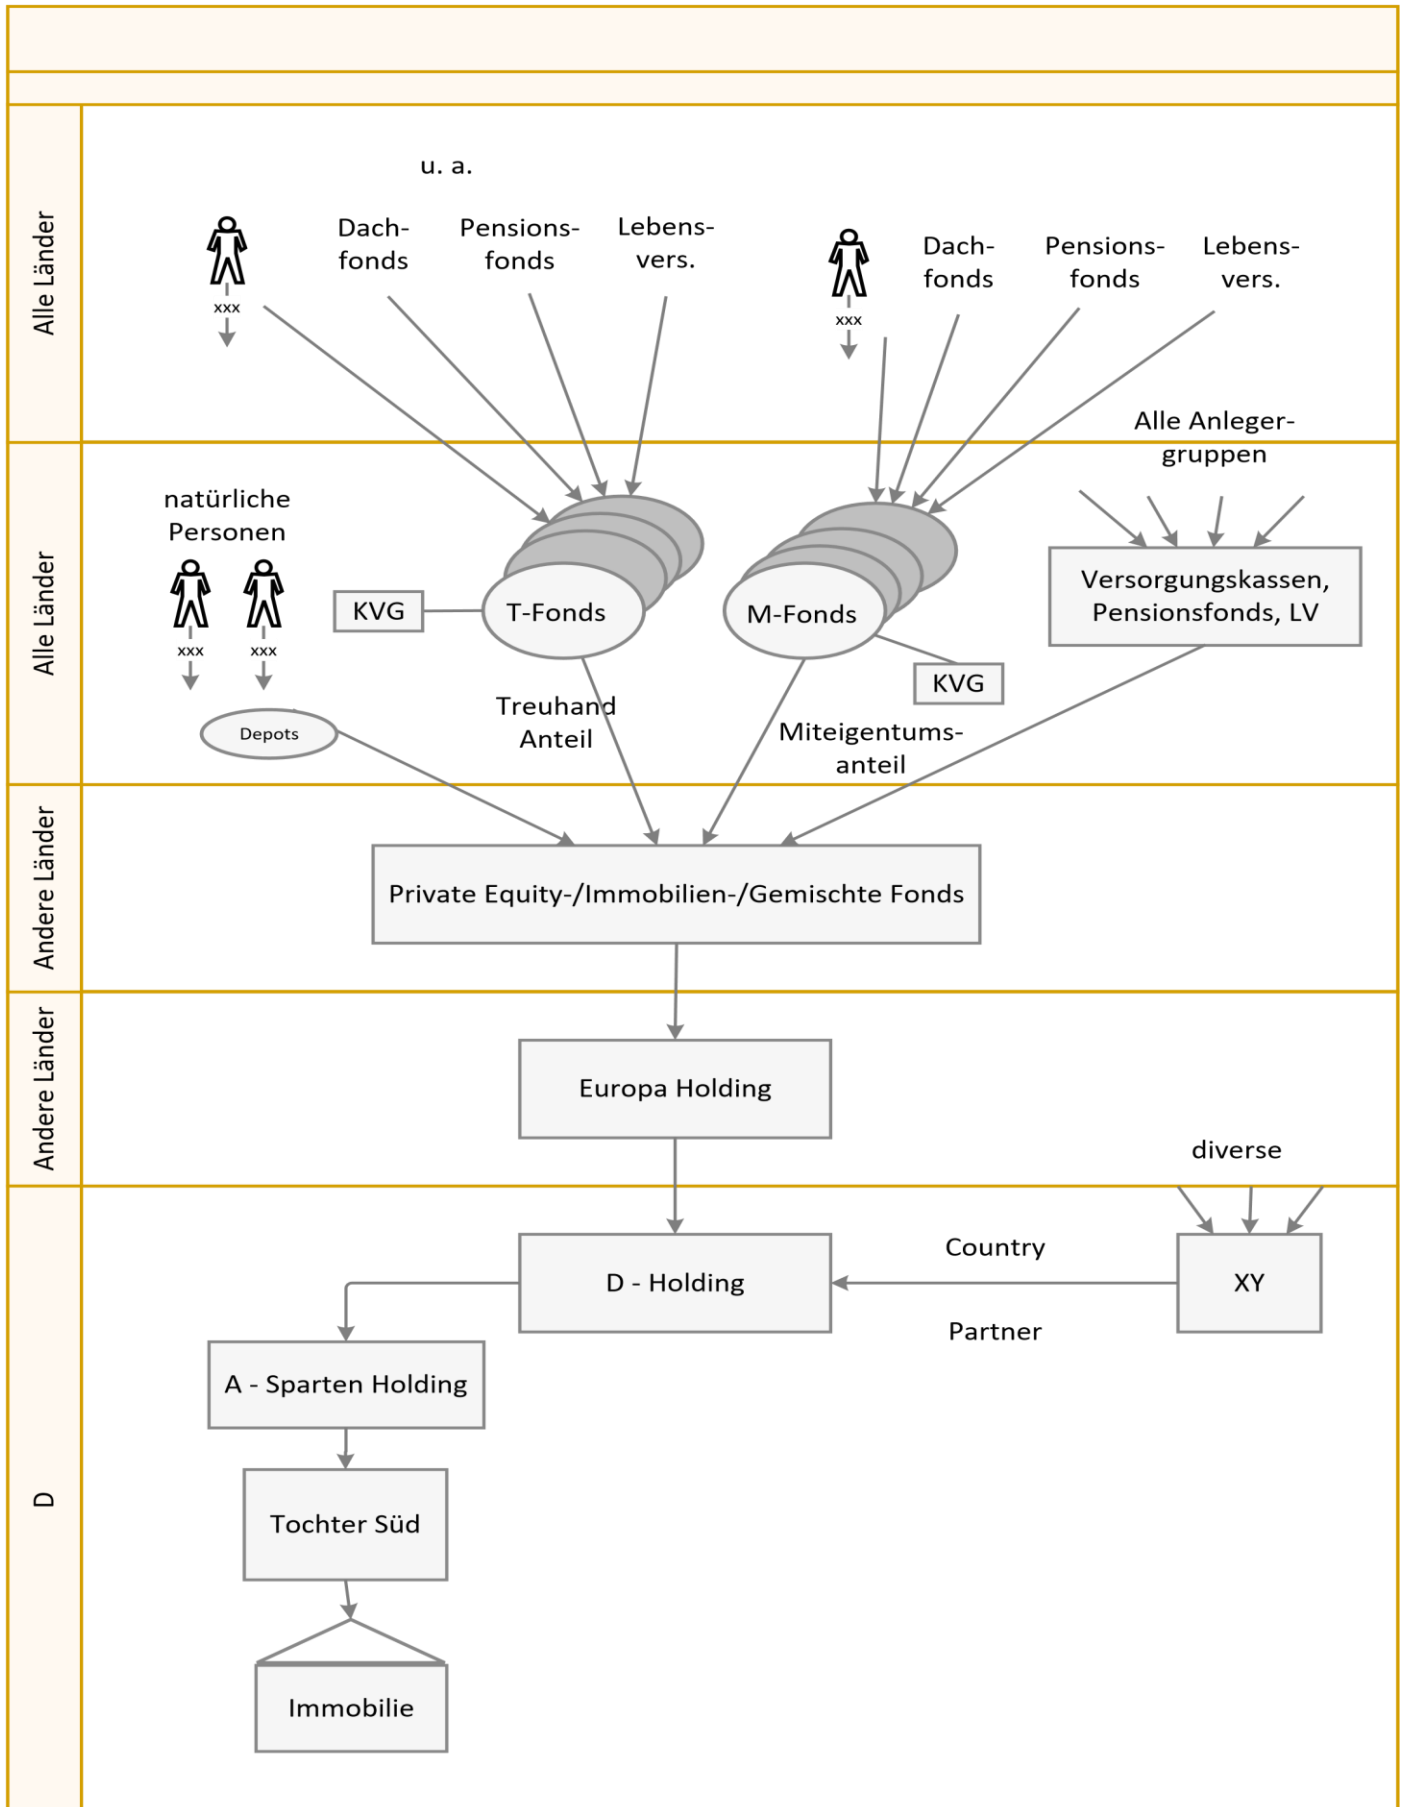 Alle Länder
u. a.
xxx
Dach-
fonds
Pensions-
fonds
Lebens-
vers.
xxx
Dach-
fonds
Pensions-
fonds
Lebens-
vers.
Alle Anleger-
gruppen
Alle Länder
natürliche
Personen
xxx
xxx
Depots
KVG
T-Fonds
Treuhand
Anteil
M-Fonds
KVG
Miteigentums-
anteil
Versorgungskassen,
Pensionsfonds, LV
Andere Länder
Private Equity-/Immobilien-/Gemischte Fonds
Andere Länder
Europa Holding
diverse
D
D - Holding
Country
Partner
XY
A - Sparten Holding
Tochter Süd
Immobilie